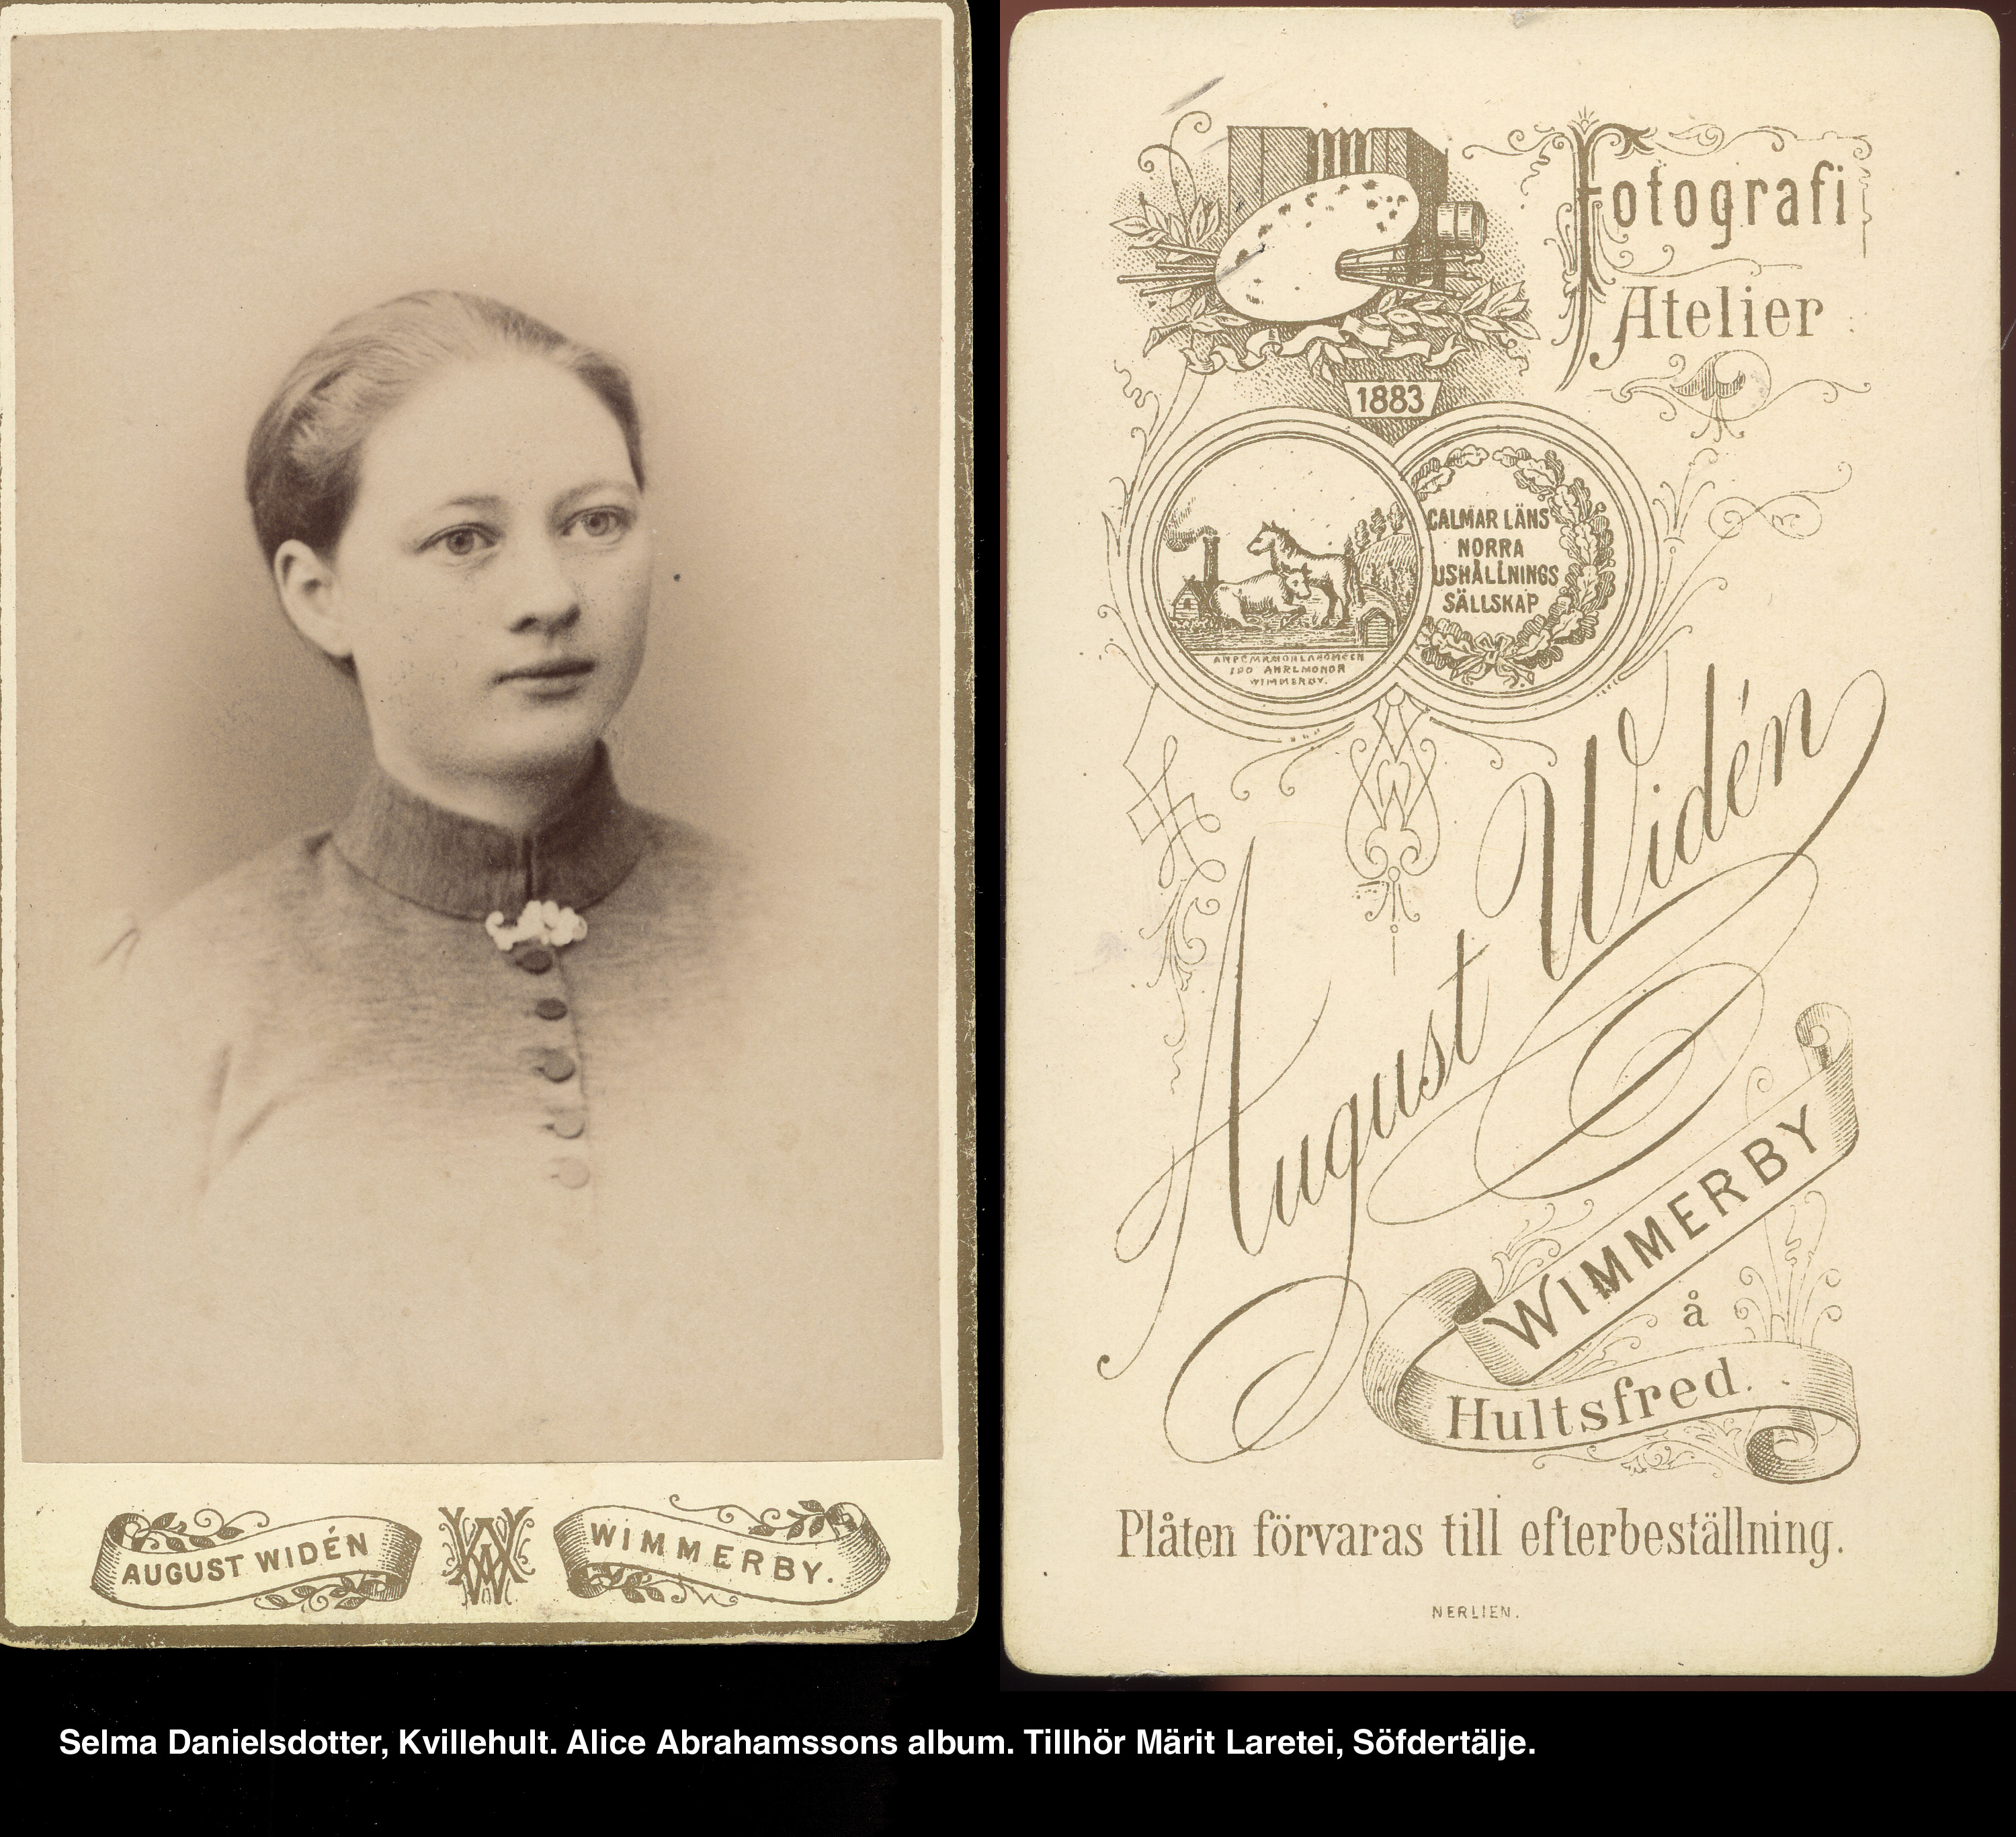 AUGUST WIDÉN
AW
WIMMERBY.
Fotografi
Atelier
1883
CALMAR LÄNS
NORRA
USHÅLLNINGS
SÄLLSKAP
WIMMERBY.
August Widén
WIMMERBY
å
Hultsfred.
Plåten förvaras till efterbeställning.
NERLIEN.
Selma Danielsdotter, Kvillehult. Alice Abrahamssons album. Tillhör Märit Laretei, Söfdertälje.